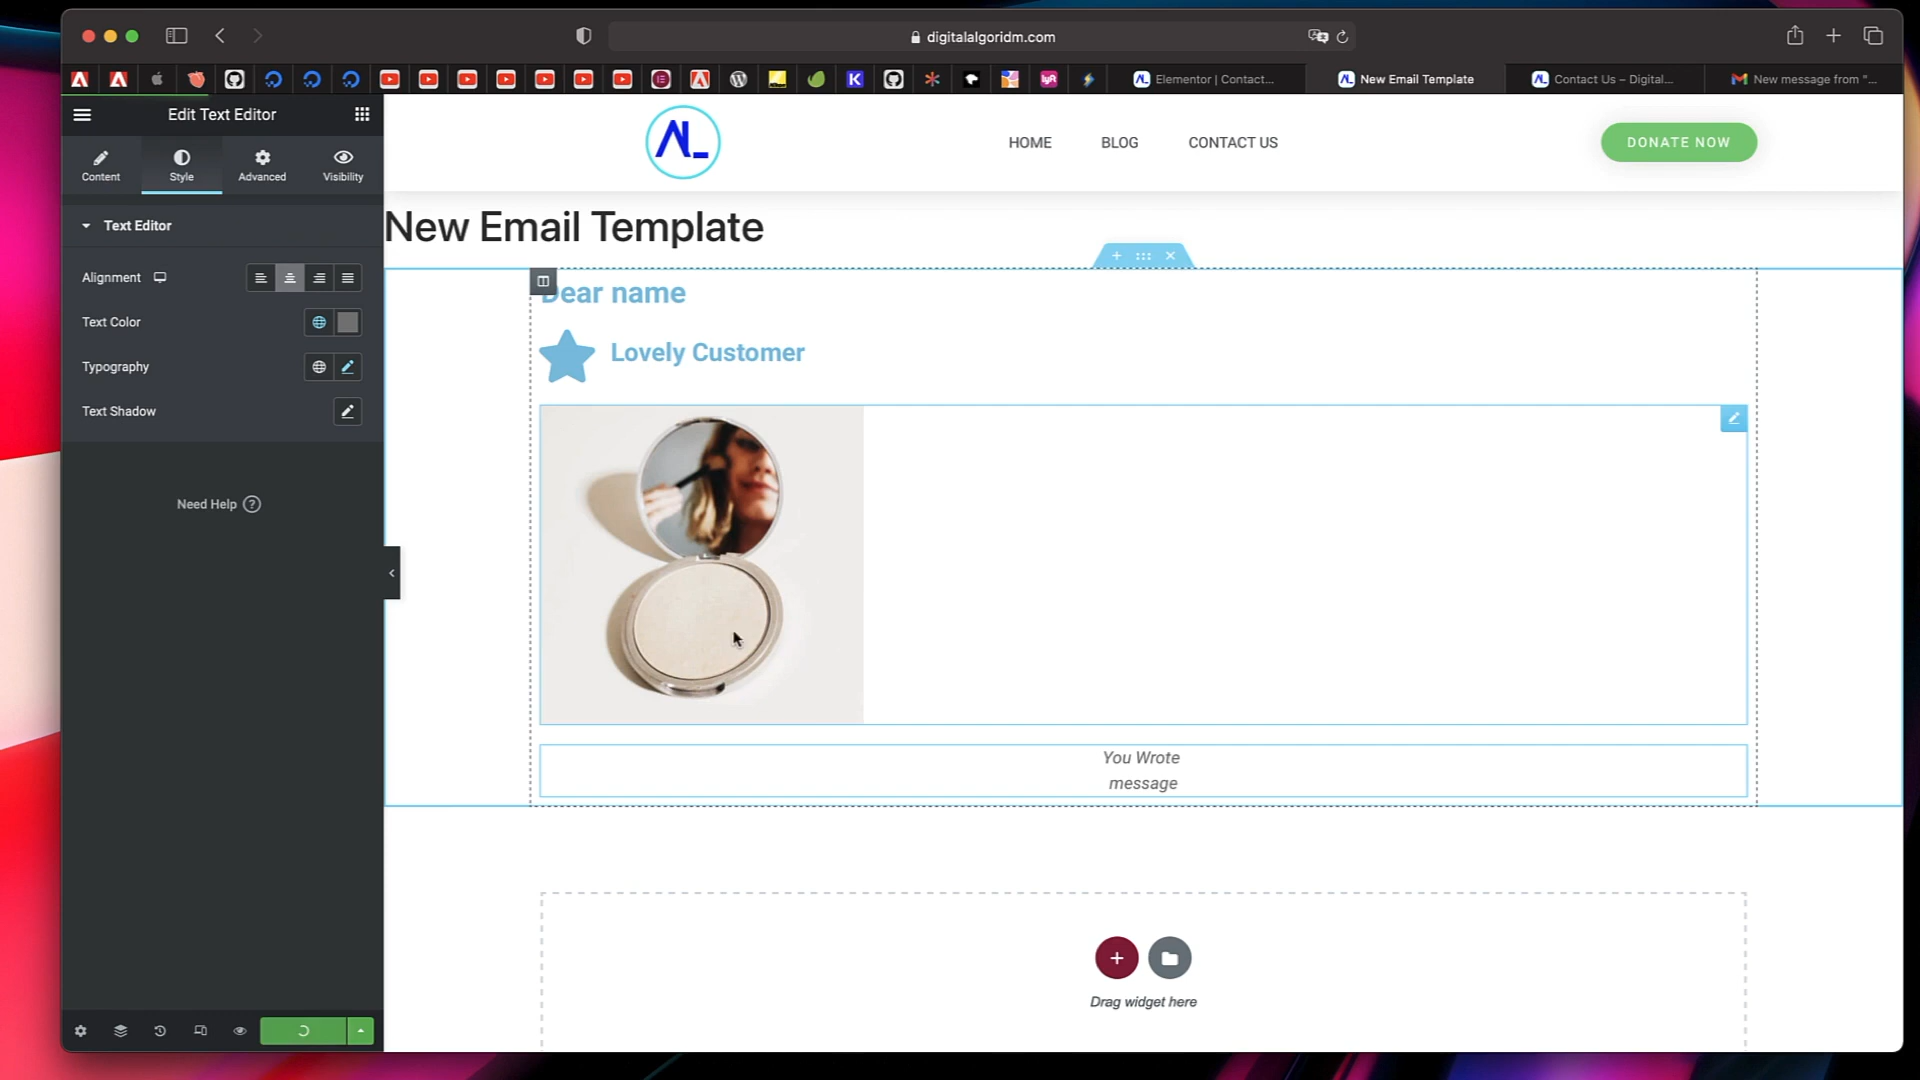 digitalalgoridm.com
Elementor | Contact...
New Email Template
Contact Us – Digital...
New message from "...
Edit Text Editor
Content
Style
Advanced
Visibility
Text Editor
Alignment
Text Color
Typography
Text Shadow
Need Help ?
AL_
HOME
BLOG
CONTACT US
DONATE NOW
New Email Template
Dear name
Lovely Customer
You Wrote
message
Drag widget here